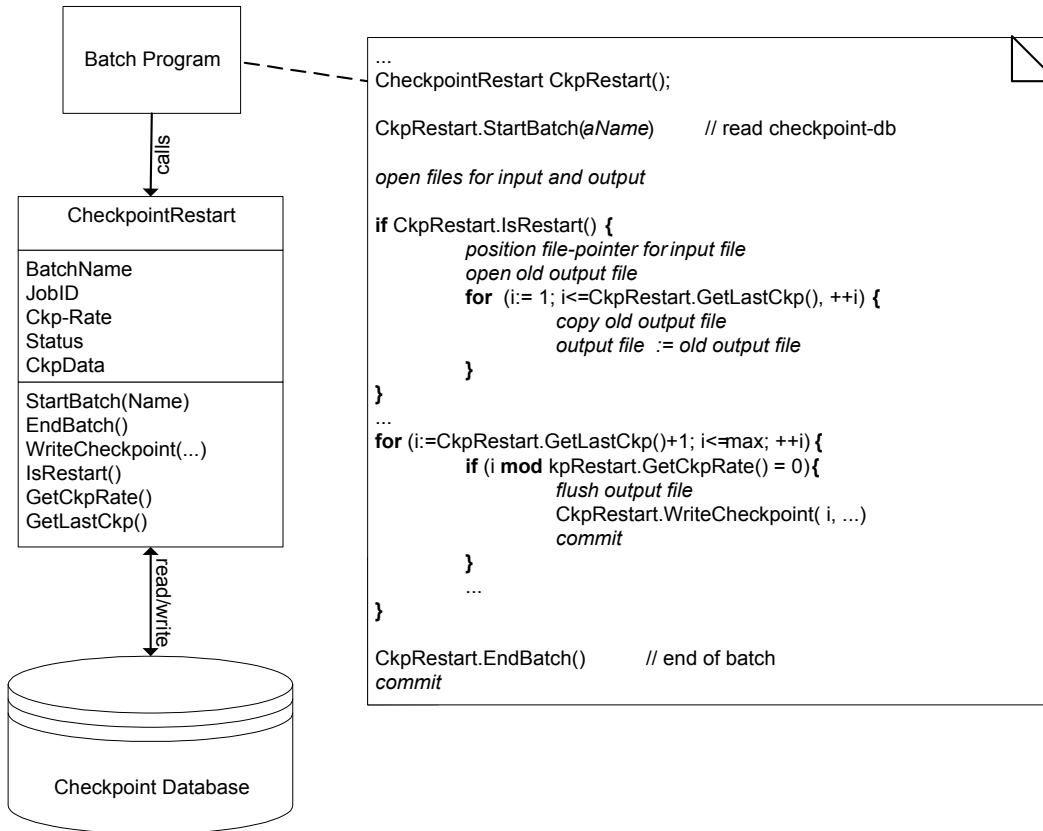 Batch Program
calls
CheckpointRestart
BatchName
JobID
Ckp-Rate
Status
CkpData
StartBatch(Name)
EndBatch()
WriteCheckpoint(...)
IsRestart()
GetCkpRate()
GetLastCkp()
read/write
Checkpoint Database
...
CheckpointRestart CkpRestart();
CkpRestart.StartBatch(aName) // read checkpoint-db
open files for input and output
if CkpRestart.IsRestart() {
position file-pointer for input file
open old output file
for (i:= 1; i<=CkpRestart.GetLastCkp(), ++i) {
copy old output file
output file := old output file
}
}
...
for (i:=CkpRestart.GetLastCkp()+1; i<=max; ++i) {
if (i mod kpRestart.GetCkpRate() = 0){
flush output file
CkpRestart.WriteCheckpoint( i, ...)
commit
}
...
}
CkpRestart.EndBatch() // end of batch
commit